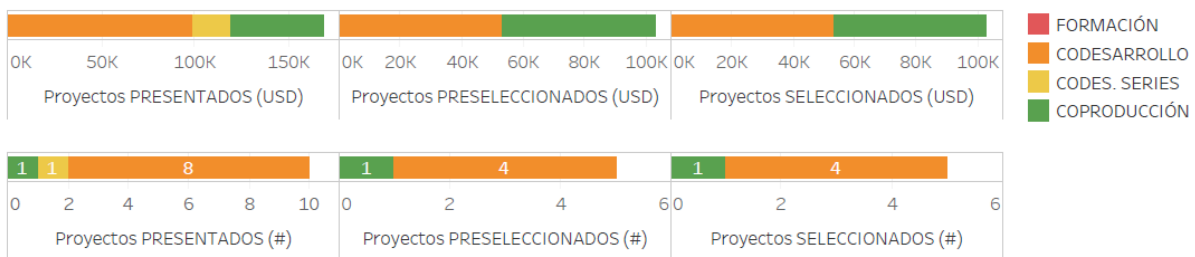 0K 50K 100K 150K 0K 20K 40K 60K 80K 100K 0K 20K 40K 60K 80K 100K
Proyectos PRESENTADOS (USD) Proyectos PRESELECCIONADOS (USD) Proyectos SELECCIONADOS (USD)
FORMACIÓN
CODESARROLLO
CODES. SERIES
COPRODUCCIÓN
1 1 8 1 4 1 4
0 2 4 6 8 10 0 2 4 6 0 2 4 6
Proyectos PRESENTADOS (#) Proyectos PRESELECCIONADOS (#) Proyectos SELECCIONADOS (#)